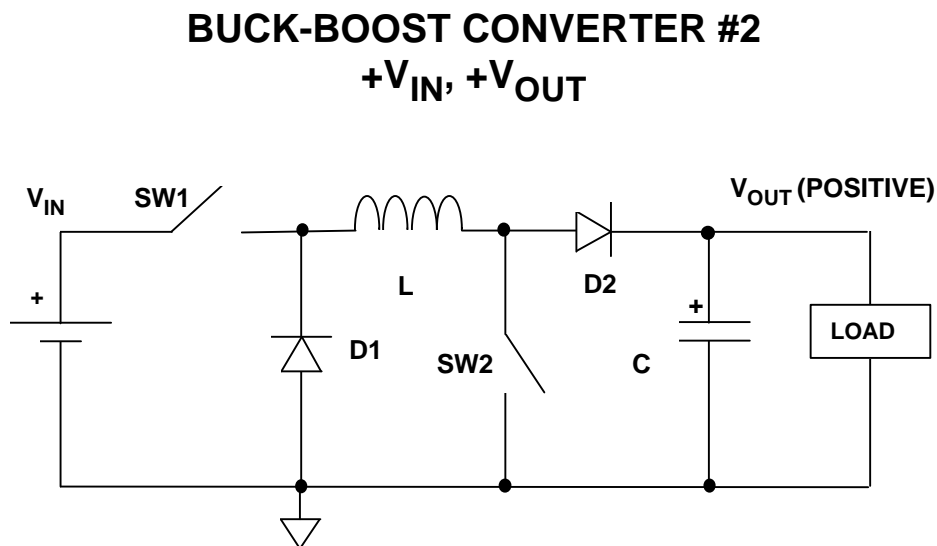 BUCK-BOOST CONVERTER #2
+VIN, +VOUT
VIN
SW1
VOUT (POSITIVE)
+
L
D2
+
D1
SW2
C
LOAD